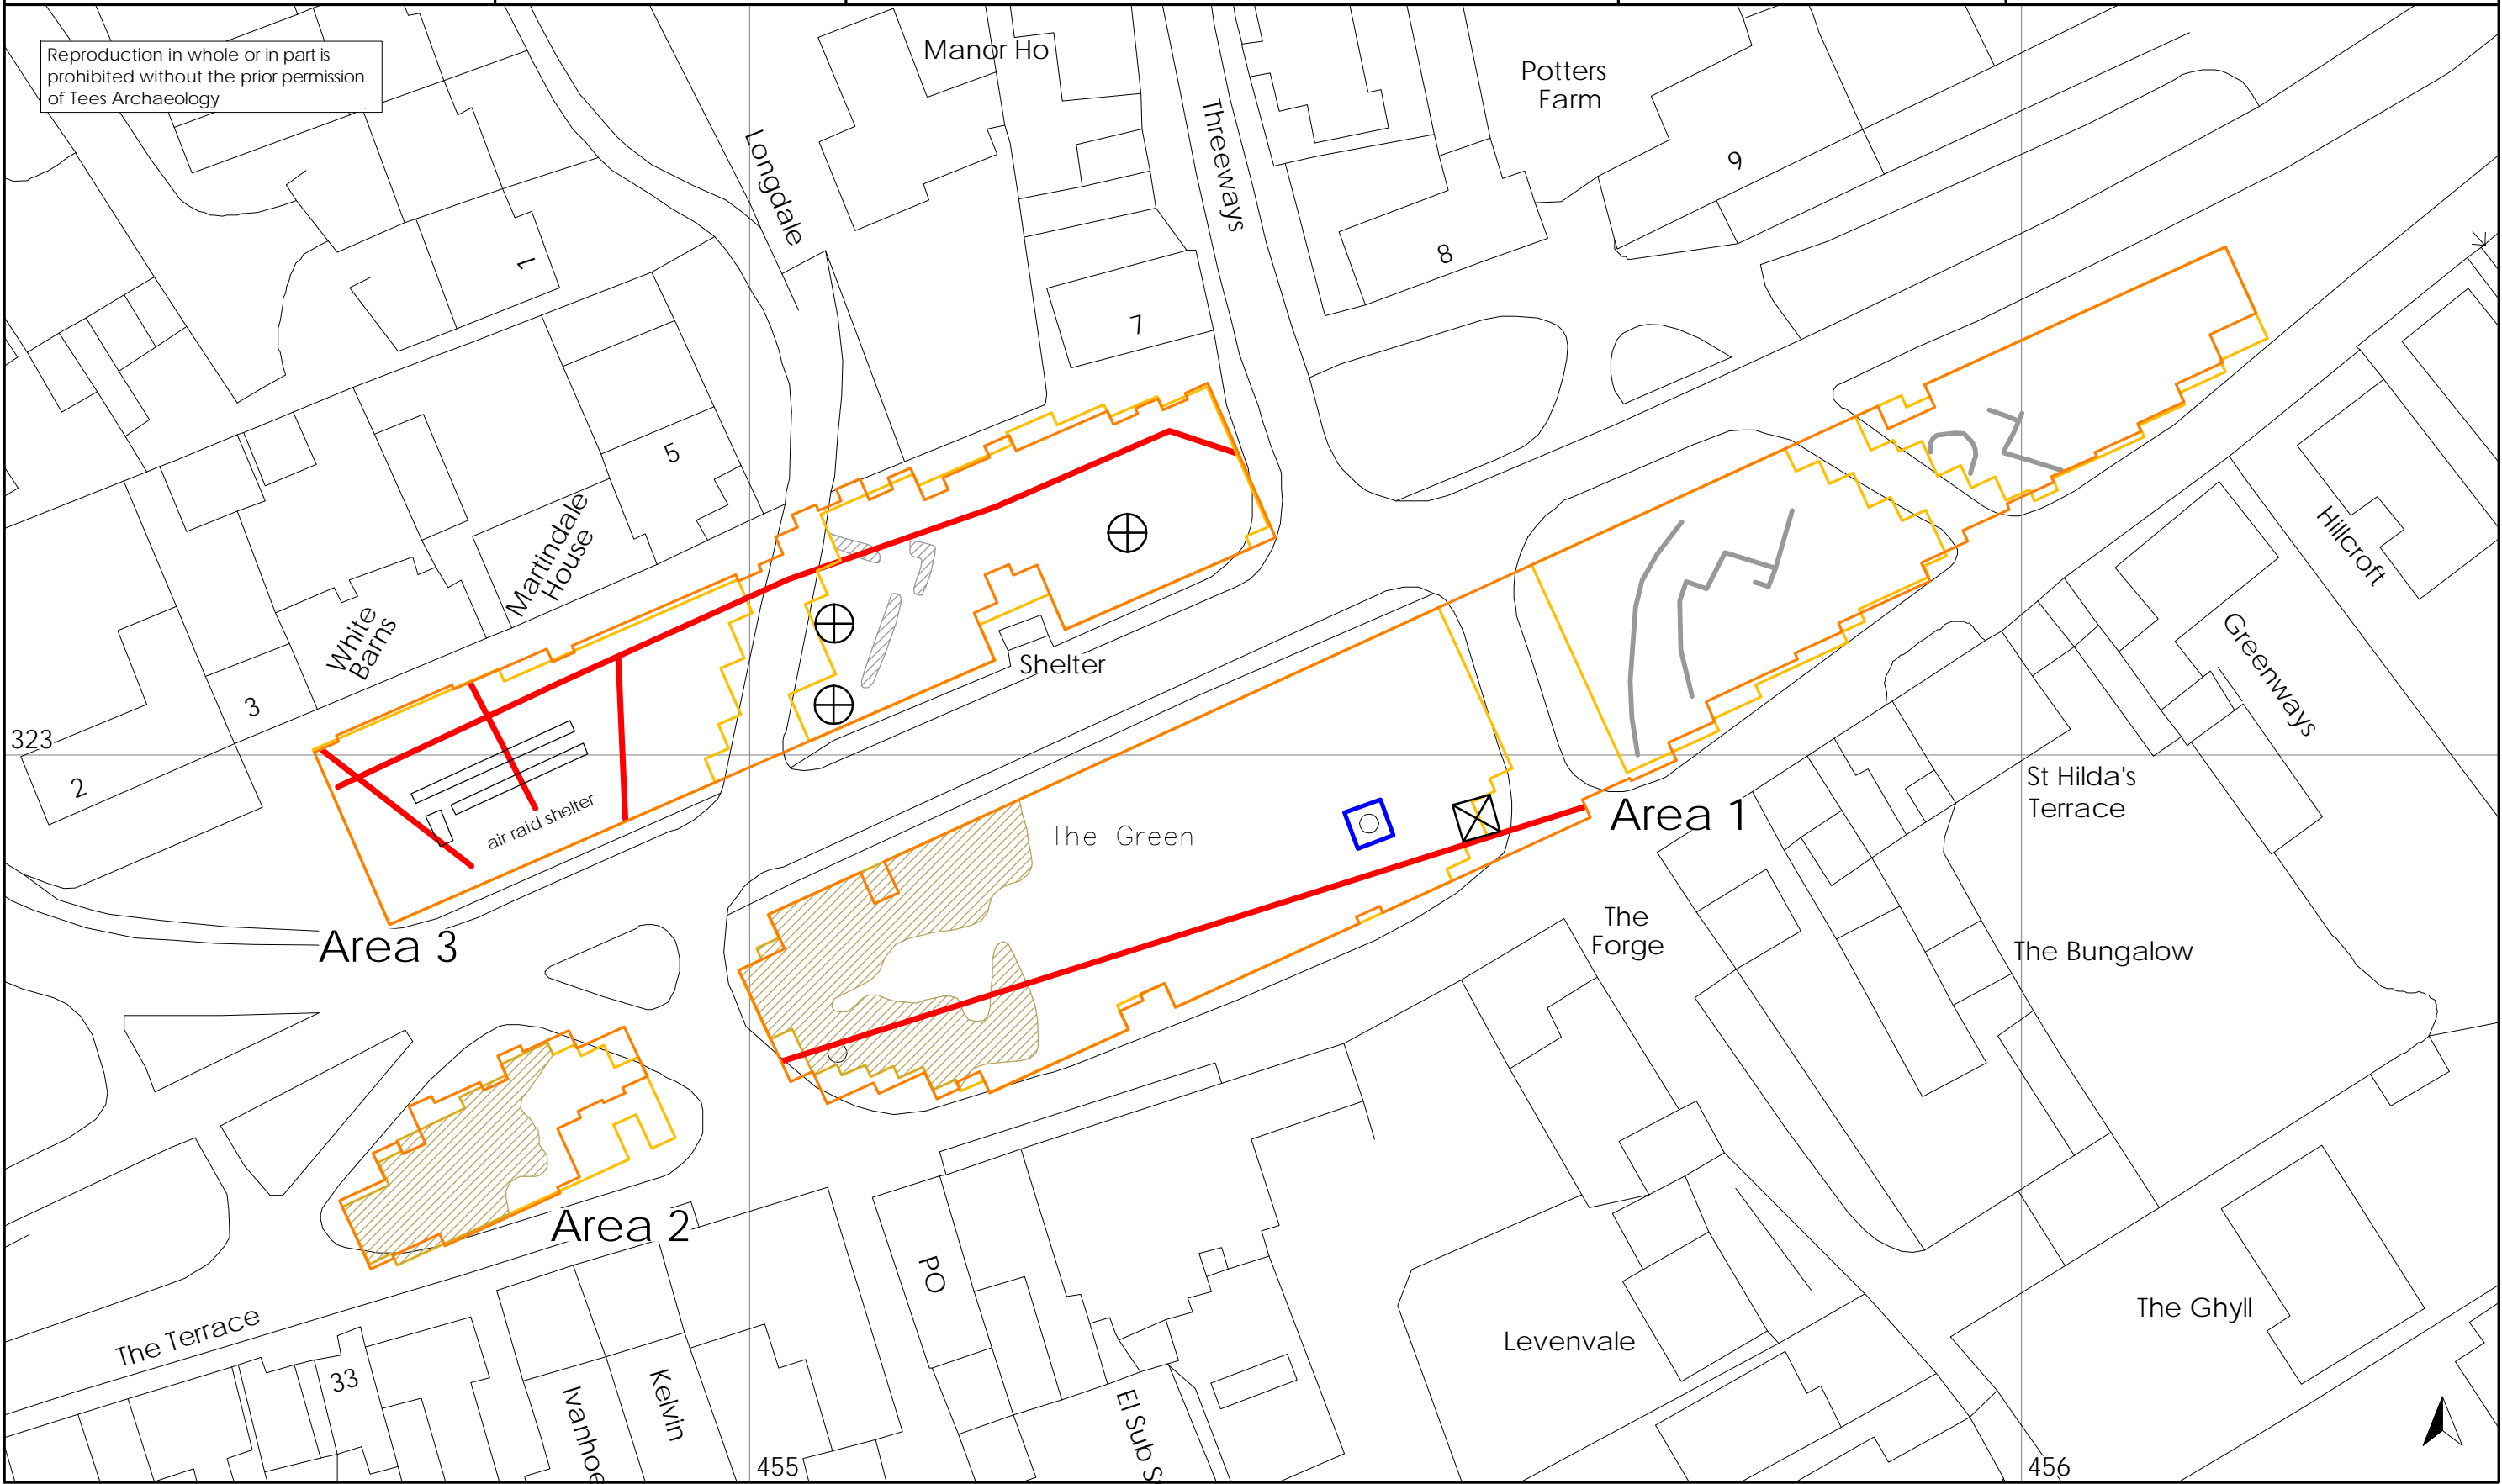 Reproduction in whole or in part is
prohibited without the prior permission
of Tees Archaeology
Manor Ho
Potters
Farm
Threeways
Longdale
9
8
1
7
5
Martindale
House
White
Barns
3
2
323
Shelter
air raid shelter
Hillcroft
Greenways
St Hilda's
Terrace
Area 1
The Green
The
Forge
The Bungalow
Area 3
Area 2
The Terrace
33
PO
Ivanhoe
Kelvin
El Sub S
Levenvale
The Ghyll
455
456